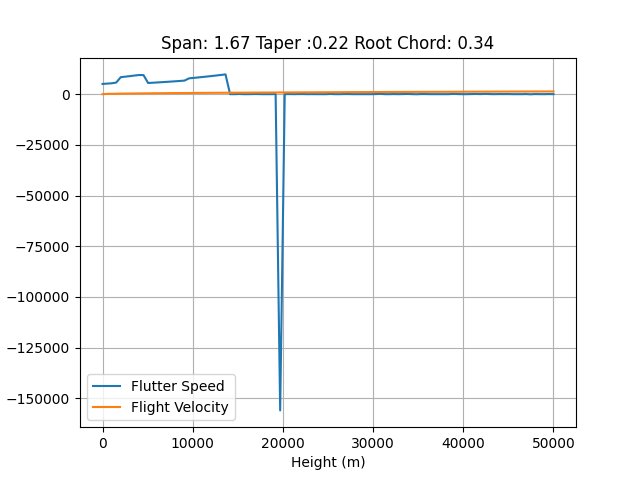 Span: 1.67 Taper :0.22 Root Chord: 0.34
0
−25000
−50000
−75000
−100000
−125000
−150000
Flutter Speed
Flight Velocity
0 10000 20000 30000 40000 50000
Height (m)